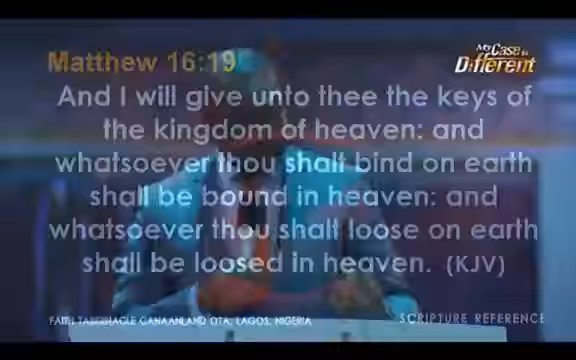 My Case is
Different
Matthew 16:19
And I will give unto thee the keys of
the kingdom of heaven: and
whatsoever thou shalt bind on earth
shall be bound in heaven: and
whatsoever thou shalt loose on earth
shall be loosed in heaven. (KJV)
FAITH TABERNACLE CANAANLAND OTA, LAGOS, NIGERIA
SCRIPTURE REFERENCE